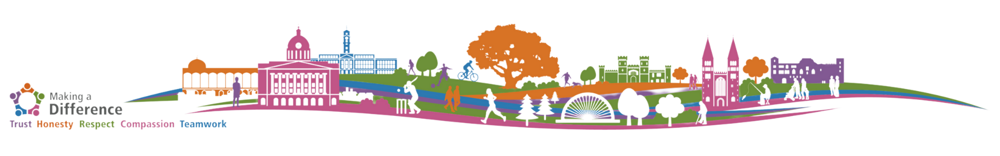 Making a
Difference
Trust Honesty Respect Compassion Teamwork